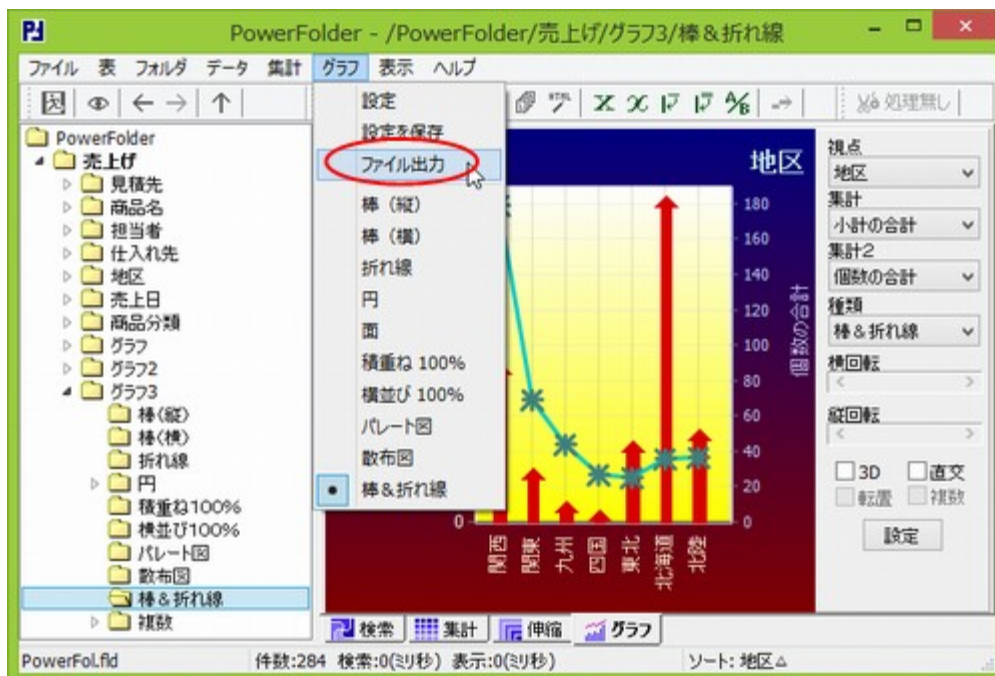 PowerFolder - /PowerFolder/売上げ/グラフ3/棒&折れ線
ファイル 表 フォルダ データ 集計 グラフ 表示 ヘルプ
処理無し
PowerFolder
売上げ
見積先
商品名
担当者
仕入れ先
地区
売上日
商品分類
グラフ
グラフ2
グラフ3
棒(縦)
棒(横)
折れ線
円
積重ね100%
横並び100%
パレート図
散布図
棒&折れ線
複数
設定
設定を保存
ファイル出力
棒(縦)
棒(横)
折れ線
円
面
積重ね 100%
横並び 100%
パレート図
散布図
棒&折れ線
地区
180
160
140
120
100
80
60
40
20
0
0
個数の合計
関西
関東
九州
四国
東北
北海道
北陸
視点
地区
集計
小計の合計
集計2
個数の合計
種類
棒&折れ線
横回転
縦回転
3D 直交
転置 複数
設定
検索 集計 伸縮 グラフ
PowerFol.fld 件数:284 検索:0(ミリ秒) 表示:0(ミリ秒) ソート: 地区△